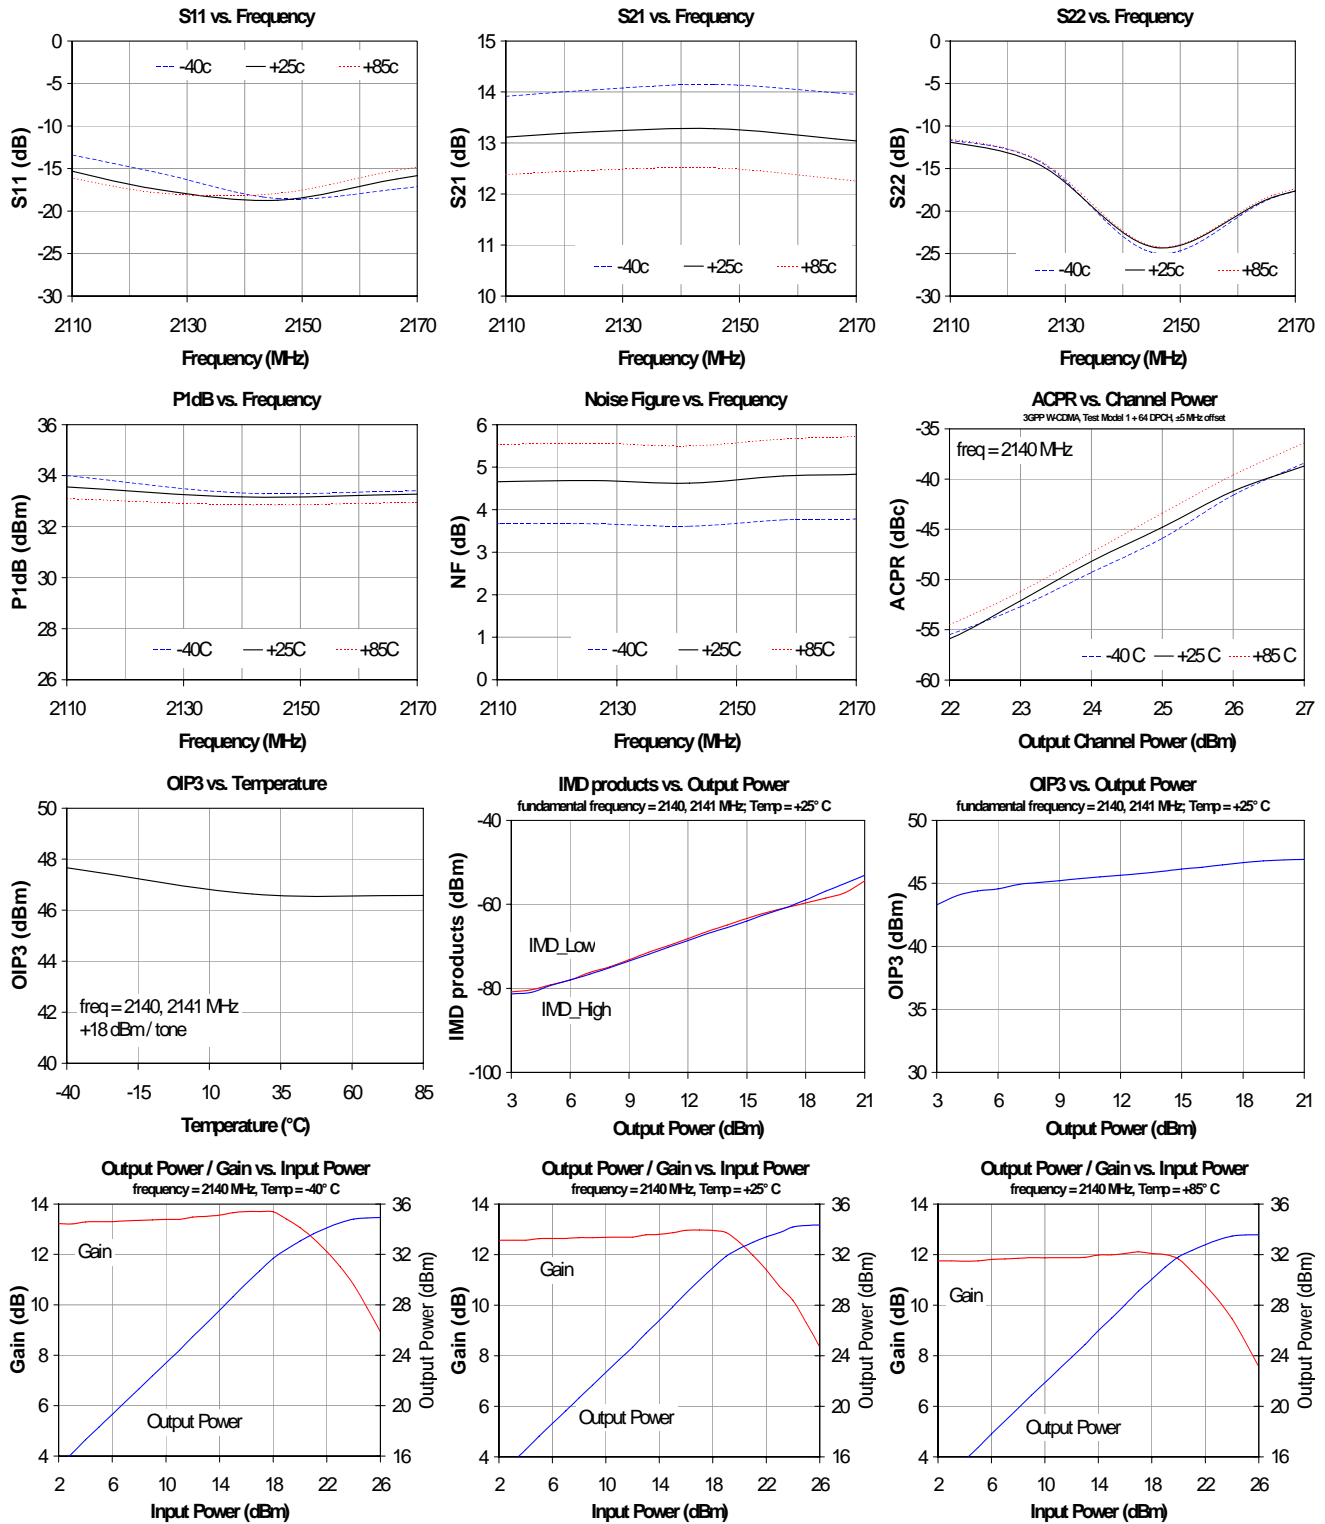 S11 vs. Frequency
0
-5
-10
-15
-20
-25
-30
S11 (dB)
-40c
+25c
+85c
2110
2130
2150
2170
Frequency (MHz)
S21 vs. Frequency
15
14
13
12
11
10
S21 (dB)
-40c
+25c
+85c
2110
2130
2150
2170
Frequency (MHz)
S22 vs. Frequency
0
-5
-10
-15
-20
-25
-30
S22 (dB)
-40c
+25c
+85c
2110
2130
2150
2170
Frequency (MHz)
P1dB vs. Frequency
36
34
32
30
28
26
P1dB (dBm)
-40C
+25C
+85C
2110
2130
2150
2170
Frequency (MHz)
Noise Figure vs. Frequency
6
5
4
3
2
1
0
NF (dB)
-40C
+25C
+85C
2110
2130
2150
2170
Frequency (MHz)
ACPR vs. Channel Power
3GPP W-CDMA, Test Model 1 + 64 DPCH, ±5 MHz offset
freq = 2140 MHz
-35
-40
-45
-50
-55
-60
ACPR (dBc)
-40 C
+25 C
+85 C
22
23
24
25
26
27
Output Channel Power (dBm)
OIP3 vs. Temperature
50
48
46
44
42
40
OIP3 (dBm)
freq = 2140, 2141 MHz
+18 dBm / tone
-40
-15
10
35
60
85
Temperature (°C)
IMD products vs. Output Power
fundamental frequency = 2140, 2141 MHz; Temp = +25° C
-40
-60
-80
-100
IMD products (dBm)
IMD_Low
IMD_High
3
6
9
12
15
18
21
Output Power (dBm)
OIP3 vs. Output Power
fundamental frequency = 2140, 2141 MHz; Temp = +25° C
50
45
40
35
30
OIP3 (dBm)
3
6
9
12
15
18
21
Output Power (dBm)
Output Power / Gain vs. Input Power
frequency = 2140 MHz, Temp = -40° C
14
12
10
8
6
4
Gain (dB)
Gain
Output Power
36
32
28
24
20
16
Output Power (dBm)
2
6
10
14
18
22
26
Input Power (dBm)
Output Power / Gain vs. Input Power
frequency = 2140 MHz, Temp = +25° C
14
12
10
8
6
4
Gain (dB)
Gain
Output Power
36
32
28
24
20
16
Output Power (dBm)
2
6
10
14
18
22
26
Input Power (dBm)
Output Power / Gain vs. Input Power
frequency = 2140 MHz, Temp = +85° C
14
12
10
8
6
4
Gain (dB)
Gain
Output Power
36
32
28
24
20
16
Output Power (dBm)
2
6
10
14
18
22
26
Input Power (dBm)